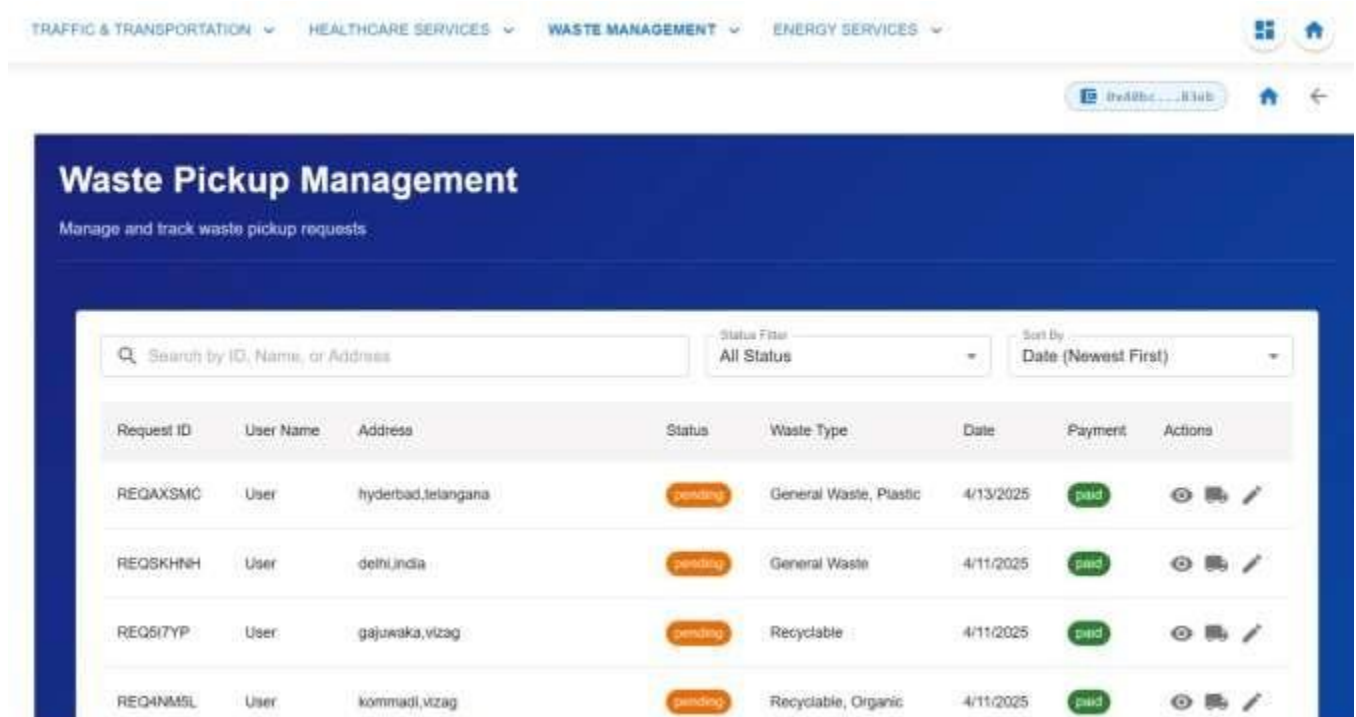 TRAFFIC & TRANSPORTATION HEALTHCARE SERVICES WASTE MANAGEMENT ENERGY SERVICES
Waste Pickup Management
Manage and track waste pickup requests
Status Filter Sort By
Search by ID, Name, or Address All Status Date (Newest First)
Request ID User Name Address Status Waste Type Date Payment Actions
REQAXSMC User hyderbad,telangana pending General Waste, Plastic 4/13/2025 paid
REQSKHNH User delhi,india pending General Waste 4/11/2025 paid
REQ5I7YP User gajuwaka,vizag pending Recyclable 4/11/2025 paid
REQ4NM5L User kommadi,vizag pending Recyclable, Organic 4/11/2025 paid